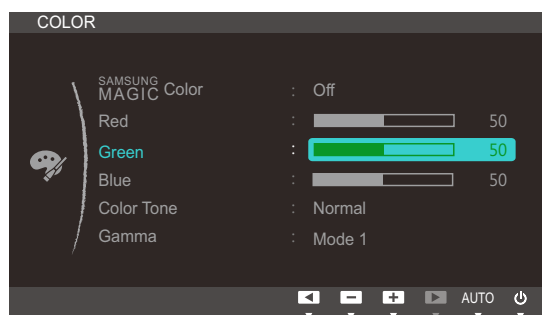 COLOR
SAMSUNG MAGIC Color : Off
Red : 50
Green : 50
Blue : 50
Color Tone : Normal
Gamma : Mode 1
AUTO